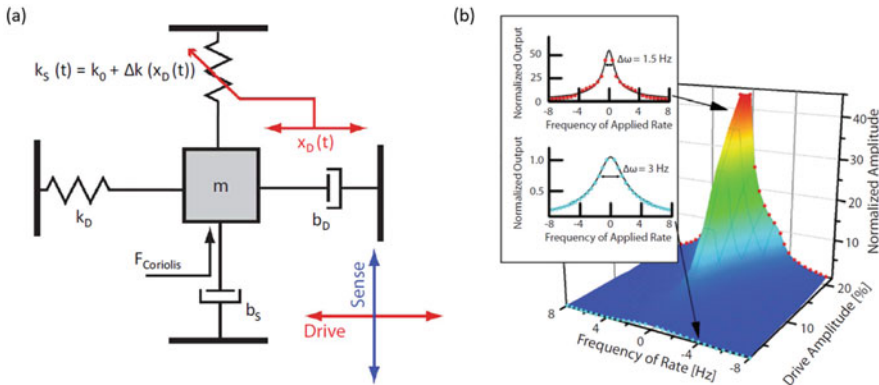 (a)
k_S (t) = k_0 + Δk (x_D(t))
x_D(t)
m
k_D
b_D
F_Coriolis
b_S
Sense
Drive
(b)
Normalized Output
50
25
0
Δω = 1.5 Hz
-8 -4 0 4 8
Frequency of Applied Rate
Normalized Output
1.0
0.5
Δω = 3 Hz
-8 -4 0 4 8
Frequency of Applied Rate
40
30
20
10
Normalized Amplitude
20
10
Drive Amplitude [%]
8 4 0 -4 -8
Frequency of Rate [Hz]